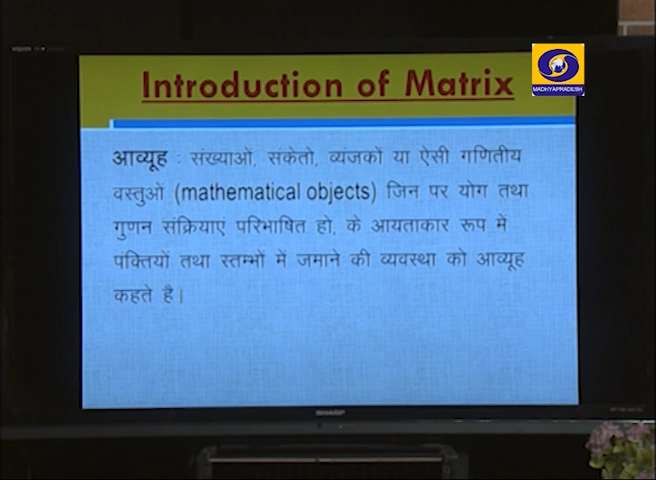 Introduction of Matrix
MADHYAPRADESH
आव्यूह : संख्याओं, संकेतो, व्यंजकों या ऐसी गणितीय
वस्तुओं (mathematical objects) जिन पर योग तथा
गुणन संक्रियाएं परिभाषित हो, के आयताकार रूप में
पंक्तियों तथा स्तम्भों में जमाने की व्यवस्था को आव्यूह
कहते है।
SHARP